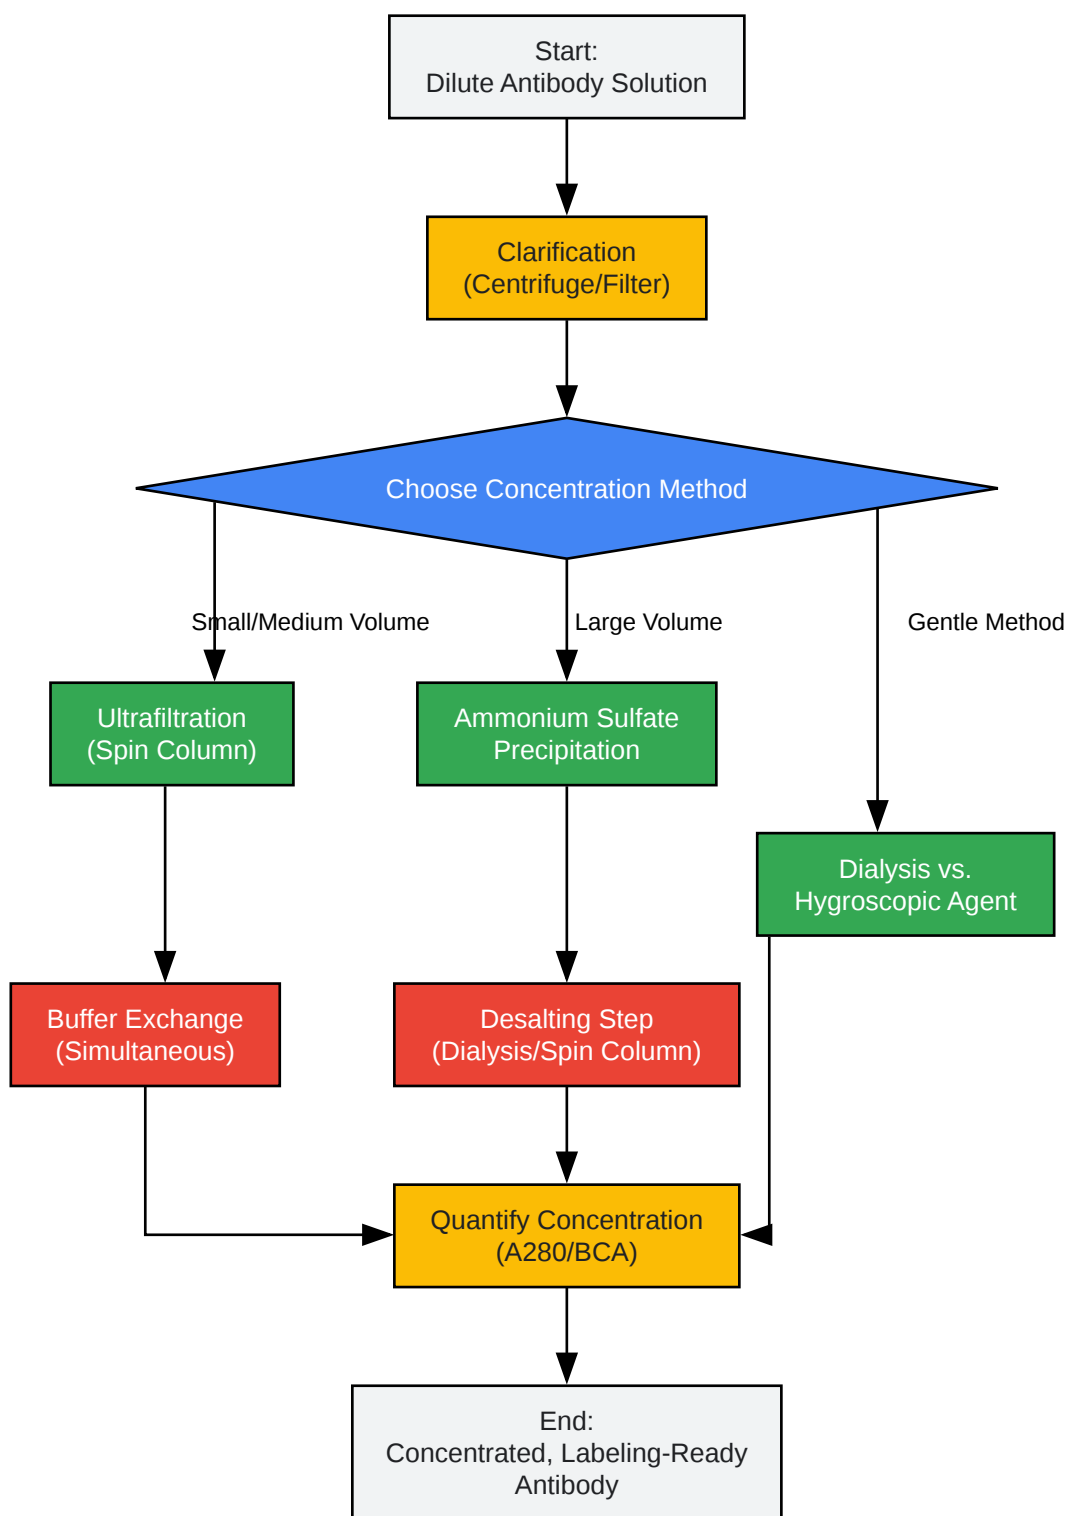 Start:
Dilute Antibody Solution
Clarification
(Centrifuge/Filter)
Choose Concentration Method
Small/Medium Volume
Large Volume
Gentle Method
Ultrafiltration
(Spin Column)
Ammonium Sulfate
Precipitation
Dialysis vs.
Hygroscopic Agent
Buffer Exchange
(Simultaneous)
Desalting Step
(Dialysis/Spin Column)
Quantify Concentration
(A280/BCA)
End:
Concentrated, Labeling-Ready
Antibody